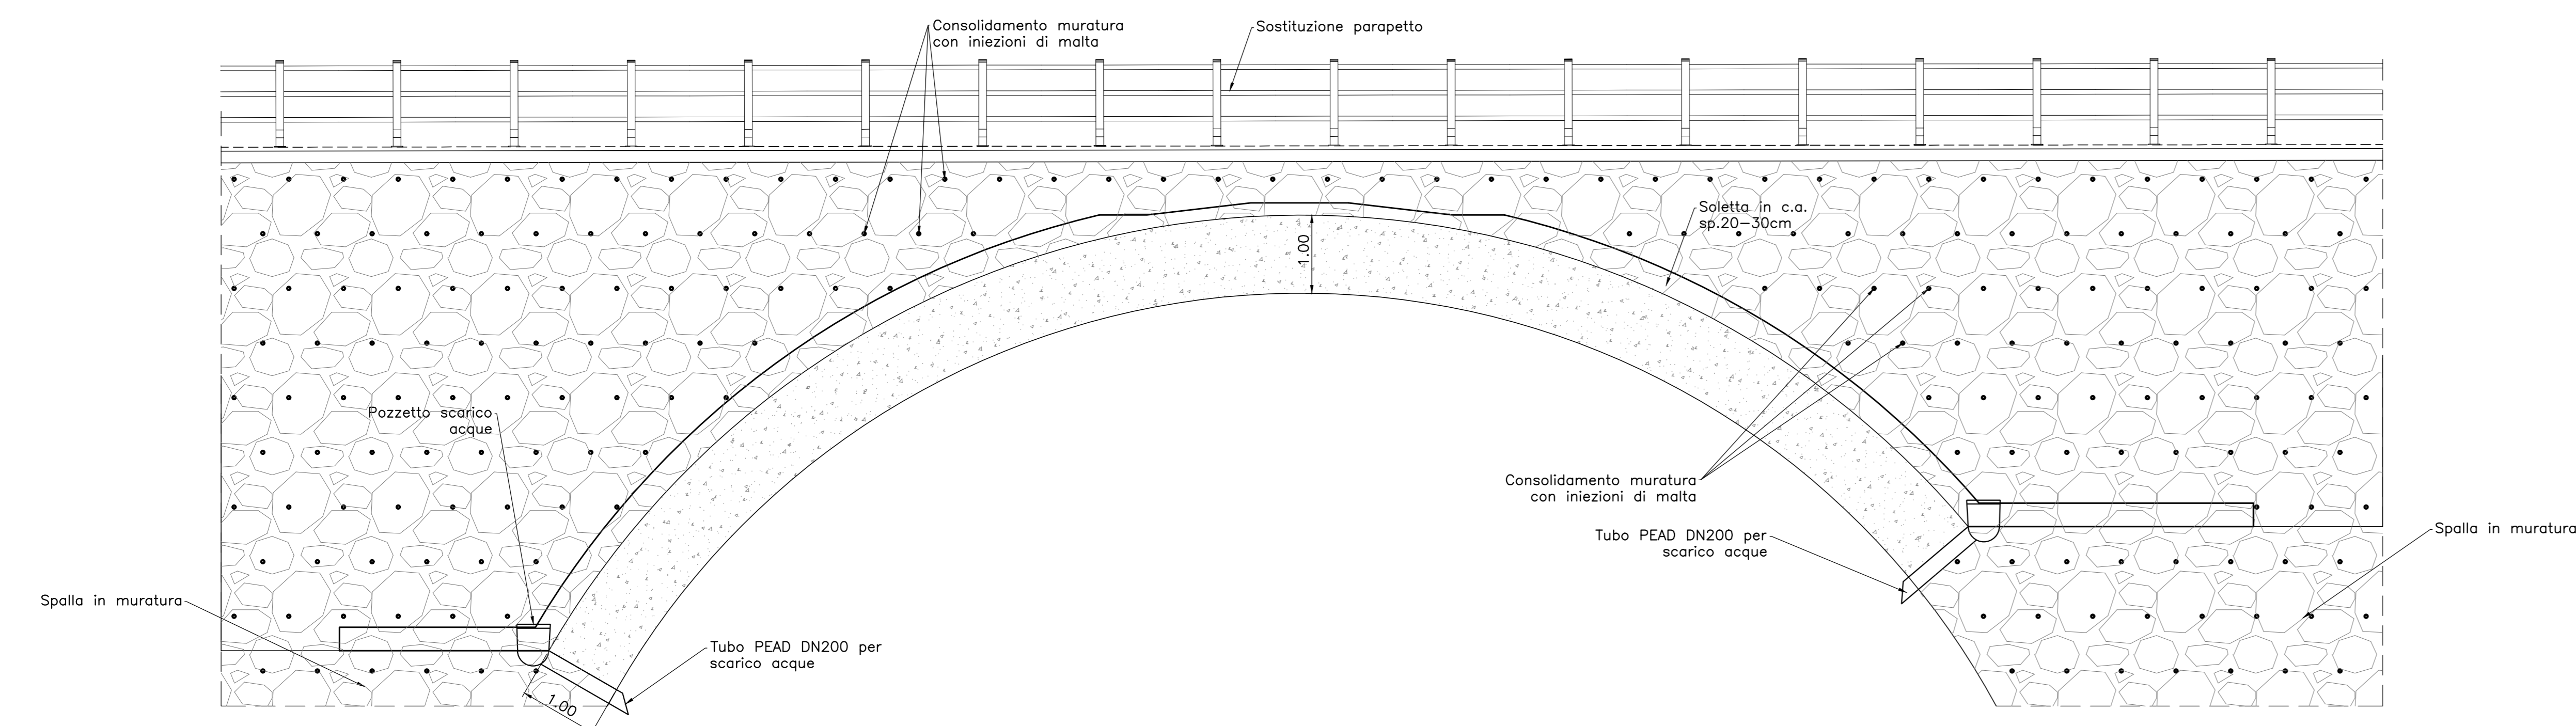 Consolidamento muratura
con iniezioni di malta
Sostituzione parapetto
Soletta in c.a.
sp.20-30cm
1.00
Pozzetto scarico
acque
Consolidamento muratura
con iniezioni di malta
Tubo PEAD DN200 per
scarico acque
Spalla in muratura
Spalla in muratura
Tubo PEAD DN200 per
scarico acque
1.00